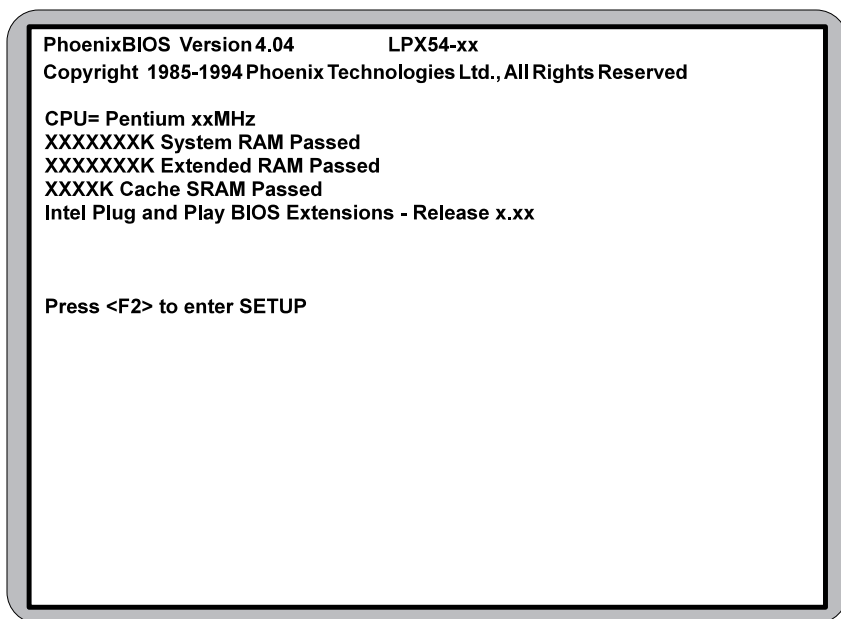 PhoenixBIOS Version 4.04 LPX54-xx
Copyright 1985-1994 Phoenix Technologies Ltd., All Rights Reserved
CPU= Pentium xxMHz
XXXXXXXK System RAM Passed
XXXXXXXK Extended RAM Passed
XXXXK Cache SRAM Passed
Intel Plug and Play BIOS Extensions - Release x.xx
Press <F2> to enter SETUP